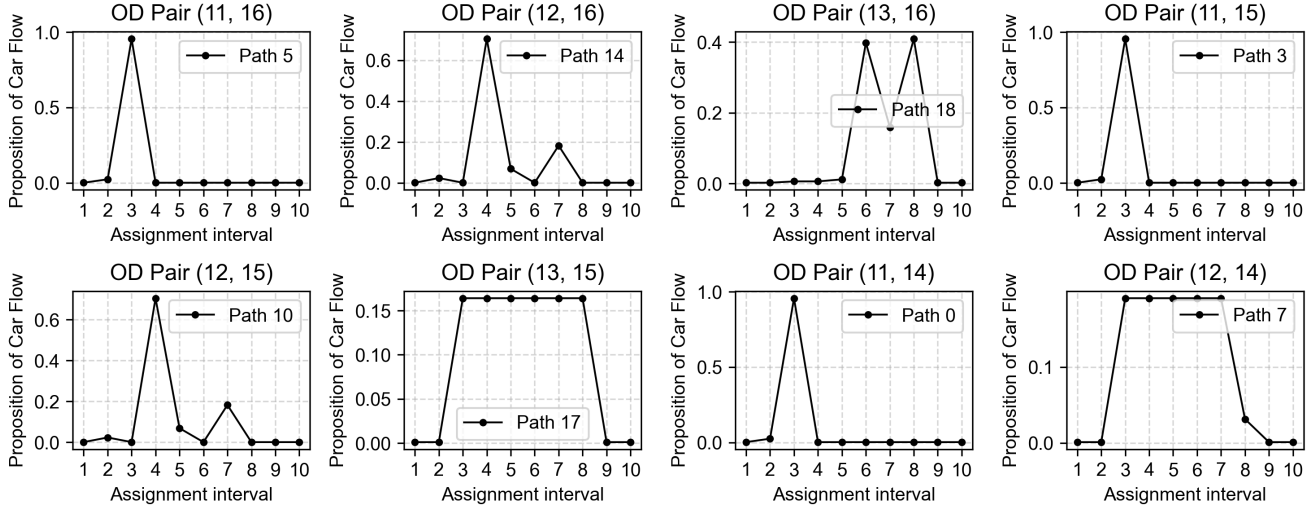 OD Pair (11, 16)
Proposition of Car Flow
1.0
0.5
0.0
Path 5
1 2 3 4 5 6 7 8 9 10
Assignment interval
OD Pair (12, 16)
Proposition of Car Flow
0.6
0.4
0.2
0.0
Path 14
1 2 3 4 5 6 7 8 9 10
Assignment interval
OD Pair (13, 16)
Proposition of Car Flow
0.4
0.2
0.0
Path 18
1 2 3 4 5 6 7 8 9 10
Assignment interval
OD Pair (11, 15)
Proposition of Car Flow
1.0
0.5
0.0
Path 3
1 2 3 4 5 6 7 8 9 10
Assignment interval
OD Pair (12, 15)
Proposition of Car Flow
0.6
0.4
0.2
0.0
Path 10
1 2 3 4 5 6 7 8 9 10
Assignment interval
OD Pair (13, 15)
Proposition of Car Flow
0.15
0.10
0.05
0.00
Path 17
1 2 3 4 5 6 7 8 9 10
Assignment interval
OD Pair (11, 14)
Proposition of Car Flow
1.0
0.5
0.0
Path 0
1 2 3 4 5 6 7 8 9 10
Assignment interval
OD Pair (12, 14)
Proposition of Car Flow
0.1
0.0
Path 7
1 2 3 4 5 6 7 8 9 10
Assignment interval